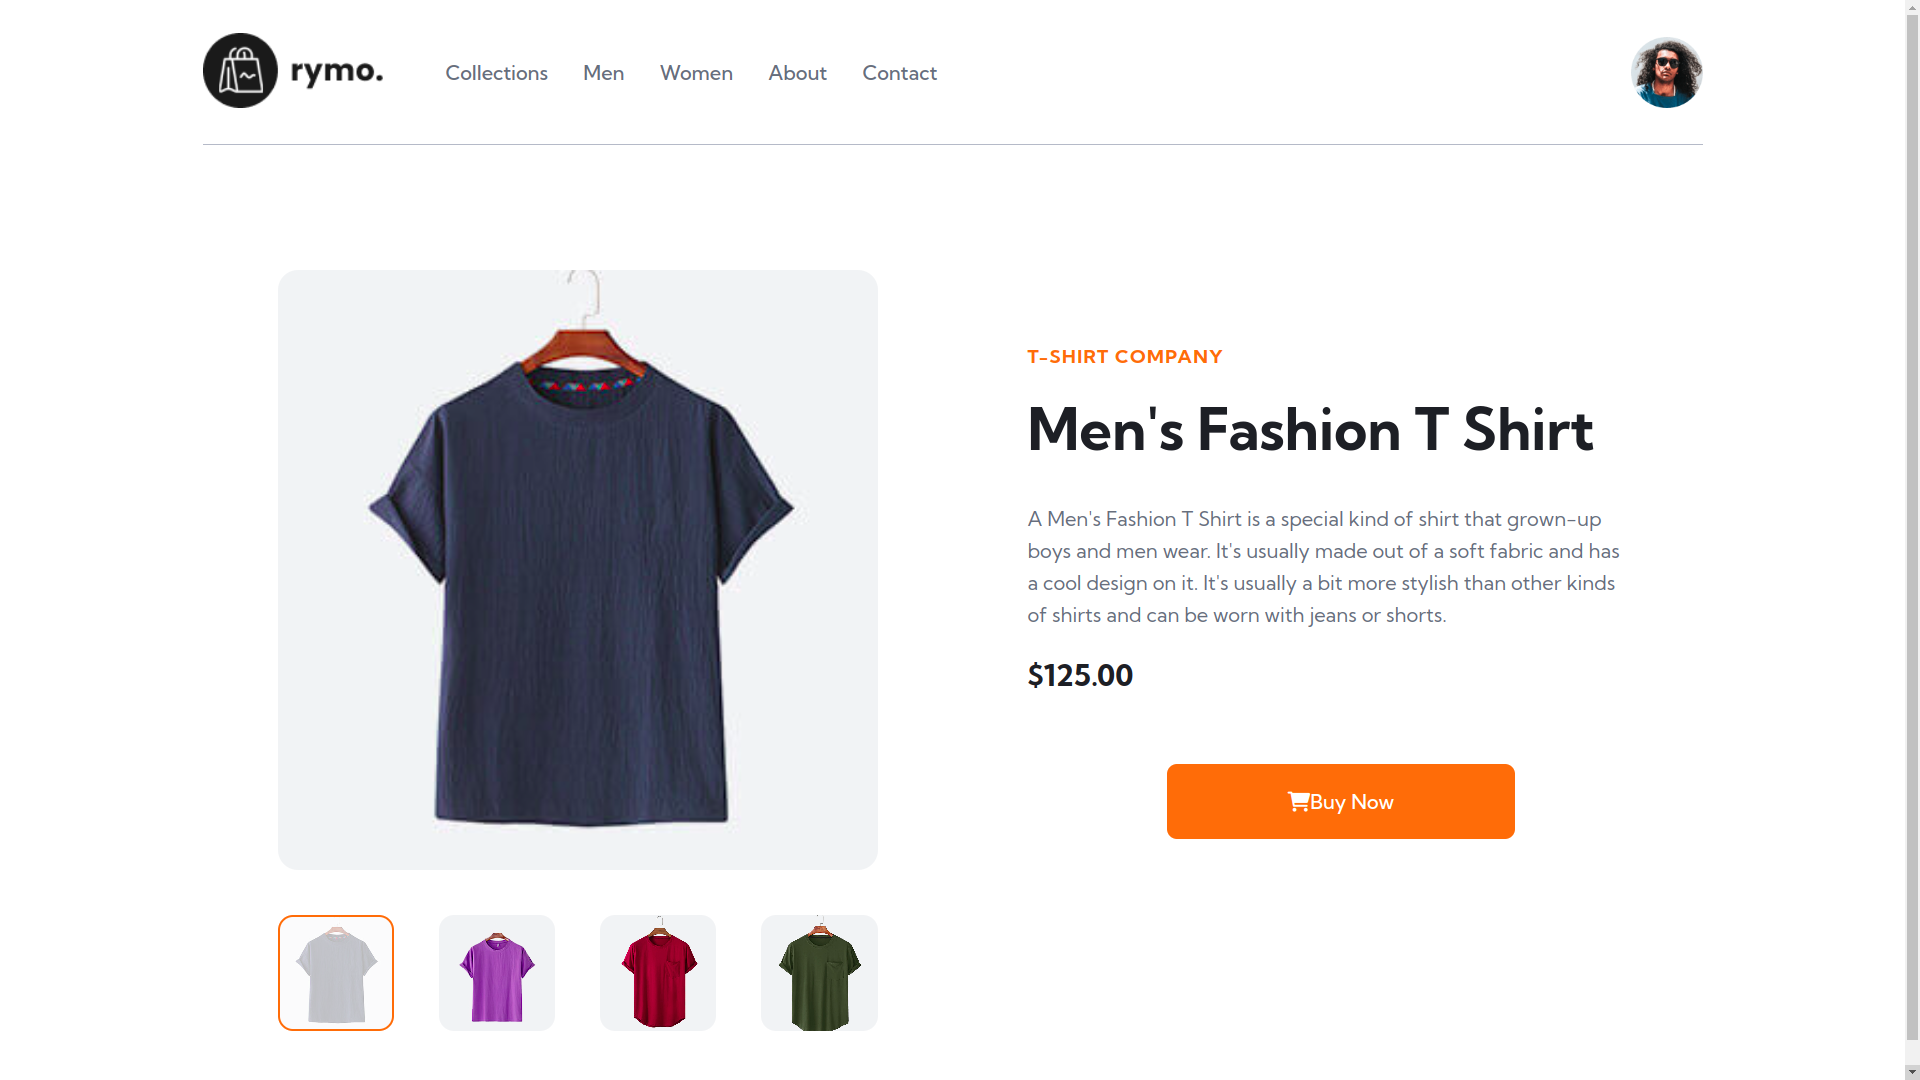 rymo.
Collections
Men
Women
About
Contact
T-SHIRT COMPANY
Men's Fashion T Shirt
A Men's Fashion T Shirt is a special kind of shirt that grown-up
boys and men wear. It's usually made out of a soft fabric and has
a cool design on it. It's usually a bit more stylish than other kinds
of shirts and can be worn with jeans or shorts.
$125.00
Buy Now